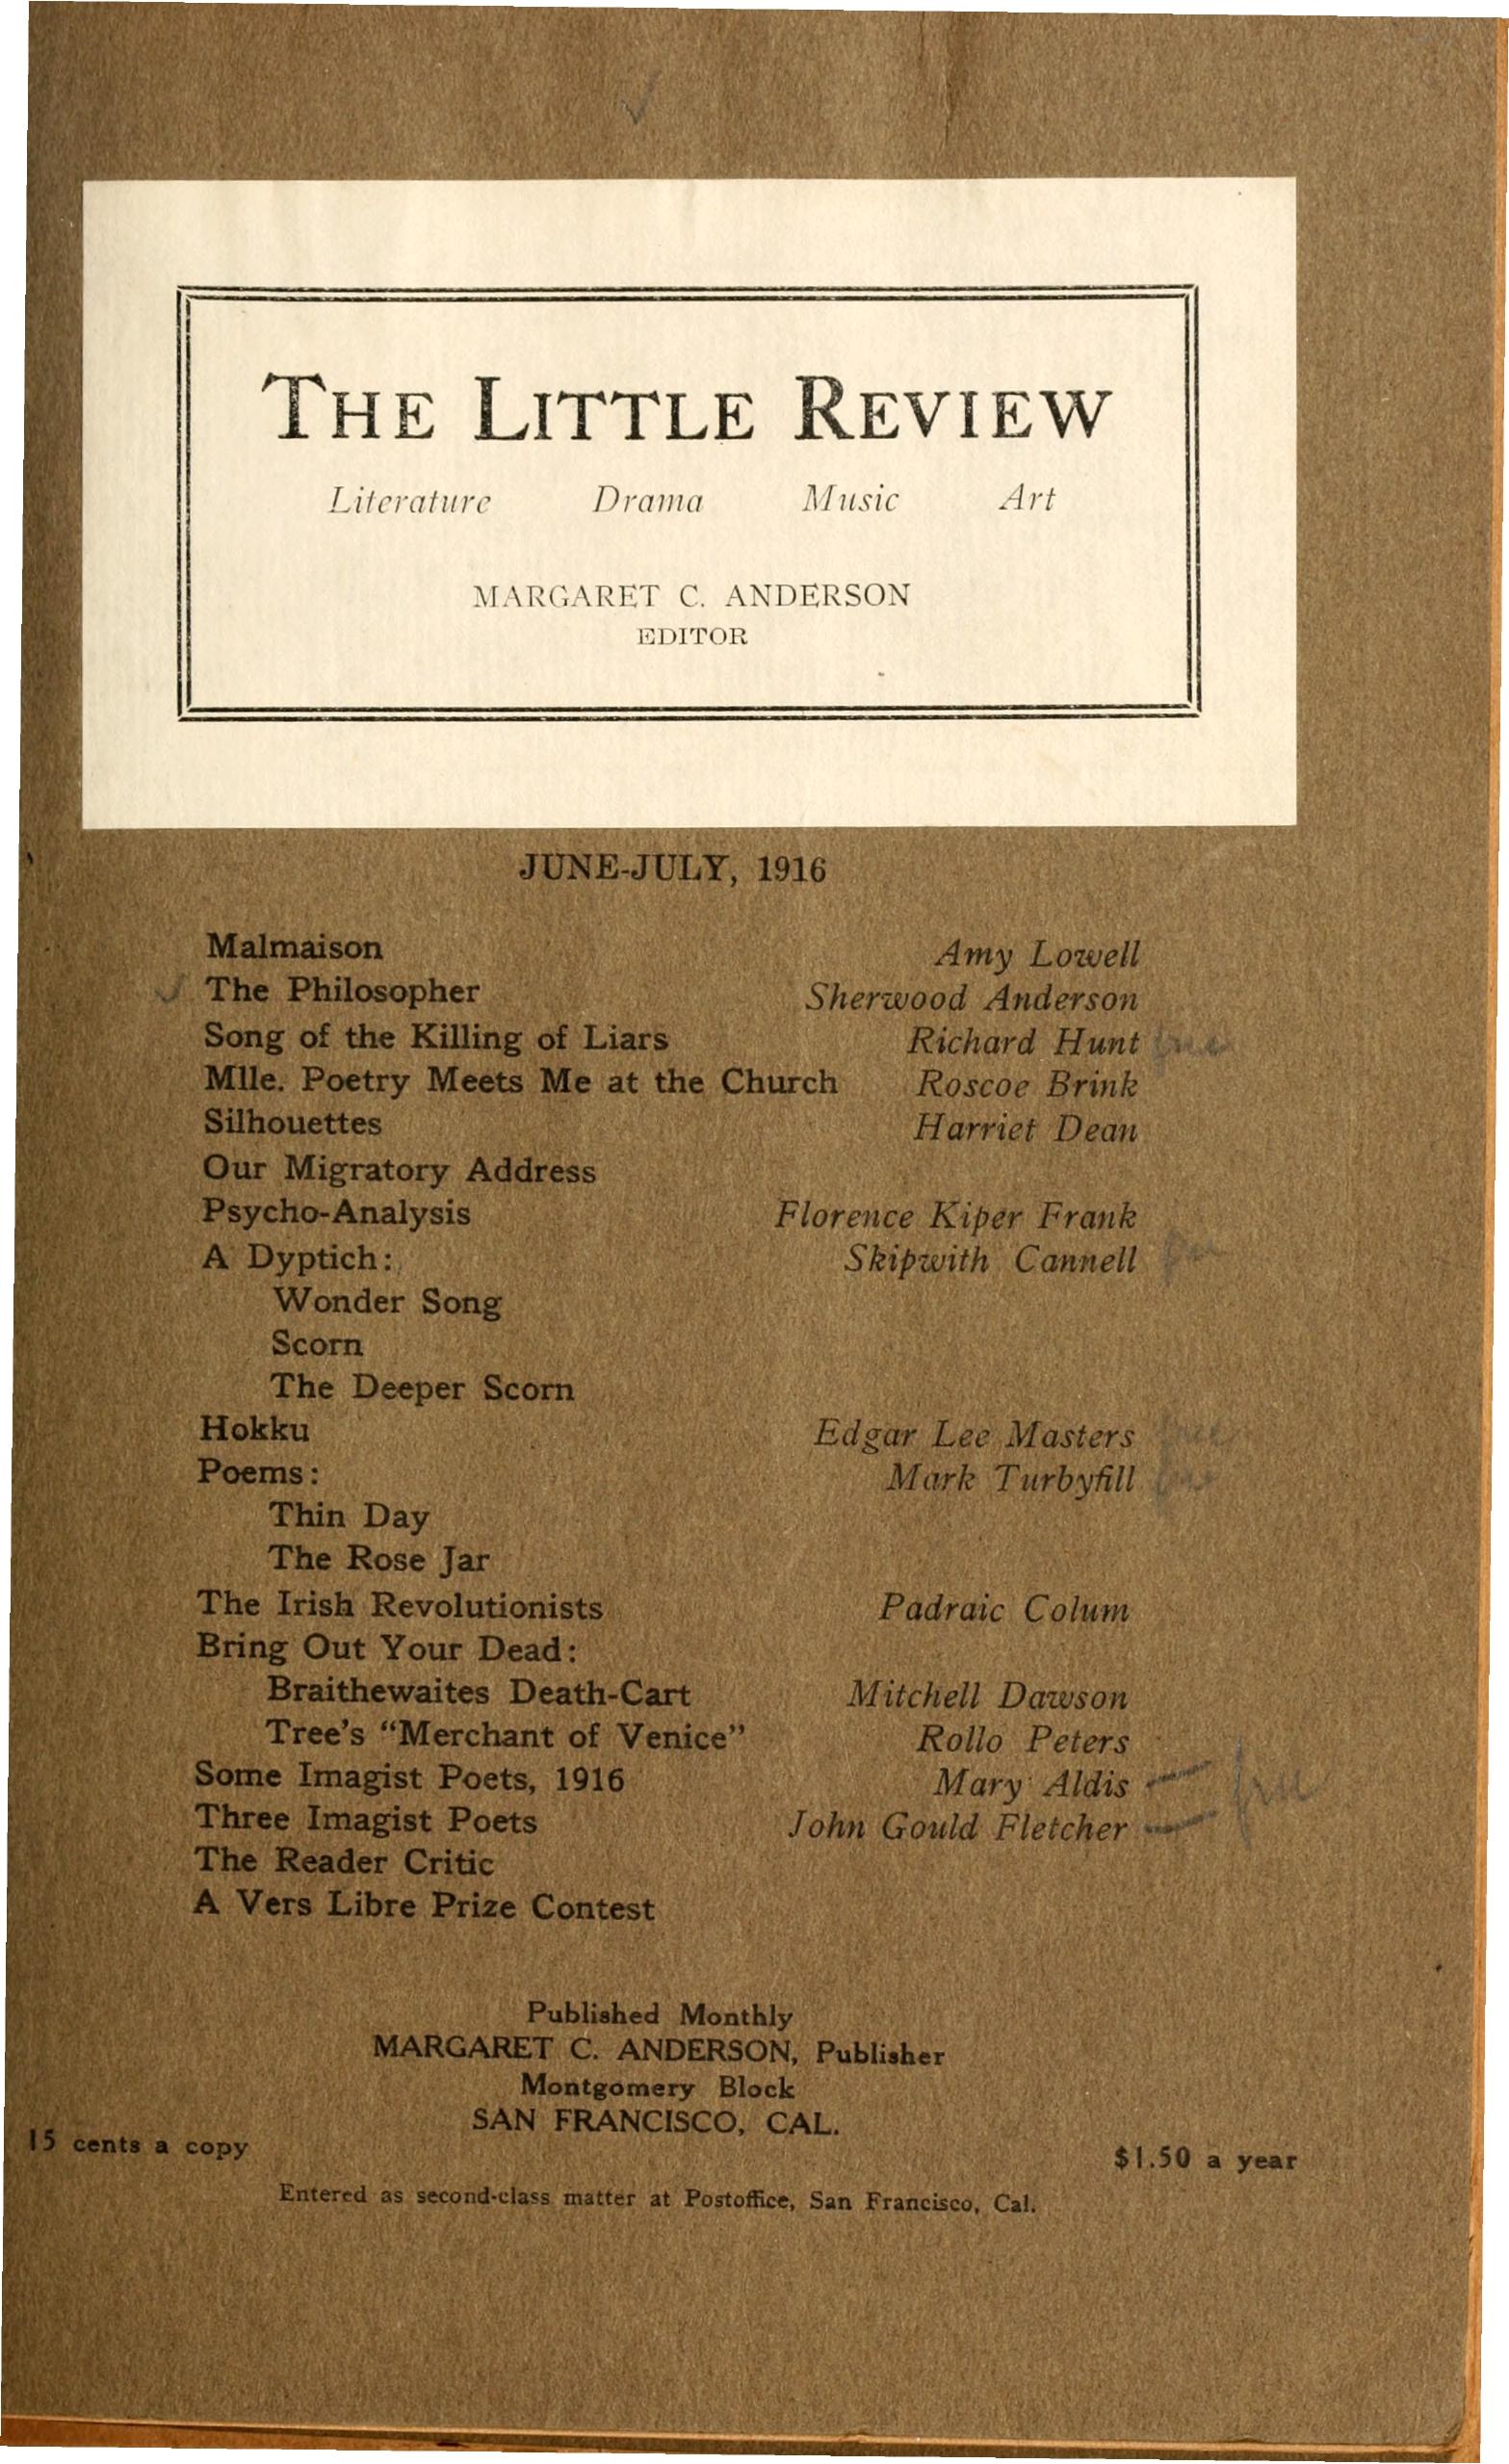 THE LITTLE REVIEW
Literature Drama Music Art
MARGARET C. ANDERSON
EDITOR
JUNE-JULY, 1916
Malmaison Amy Lowell
The Philosopher Sherwood Anderson
Song of the Killing of Liars Richard Hunt
Mlle. Poetry Meets Me at the Church Roscoe Brink
Silhouettes Harriet Dean
Our Migratory Address
Psycho-Analysis Florence Kiper Frank
A Dyptich: Skipwith Cannell
Wonder Song
Scorn
The Deeper Scorn
Hokku Edgar Lee Masters
Poems: Mark Turbyfill
Thin Day
The Rose Jar
The Irish Revolutionists Padraic Colum
Bring Out Your Dead:
Braithewaites Death-Cart Mitchell Dawson
Tree's "Merchant of Venice" Rollo Peters
Some Imagist Poets, 1916 Mary Aldis
Three Imagist Poets John Gould Fletcher
The Reader Critic
A Vers Libre Prize Contest
Published Monthly
MARGARET C. ANDERSON, Publisher
Montgomery Block
SAN FRANCISCO, CAL.
15 cents a copy $1.50 a year
Entered as second-class matter at Postoffice, San Francisco, Cal.